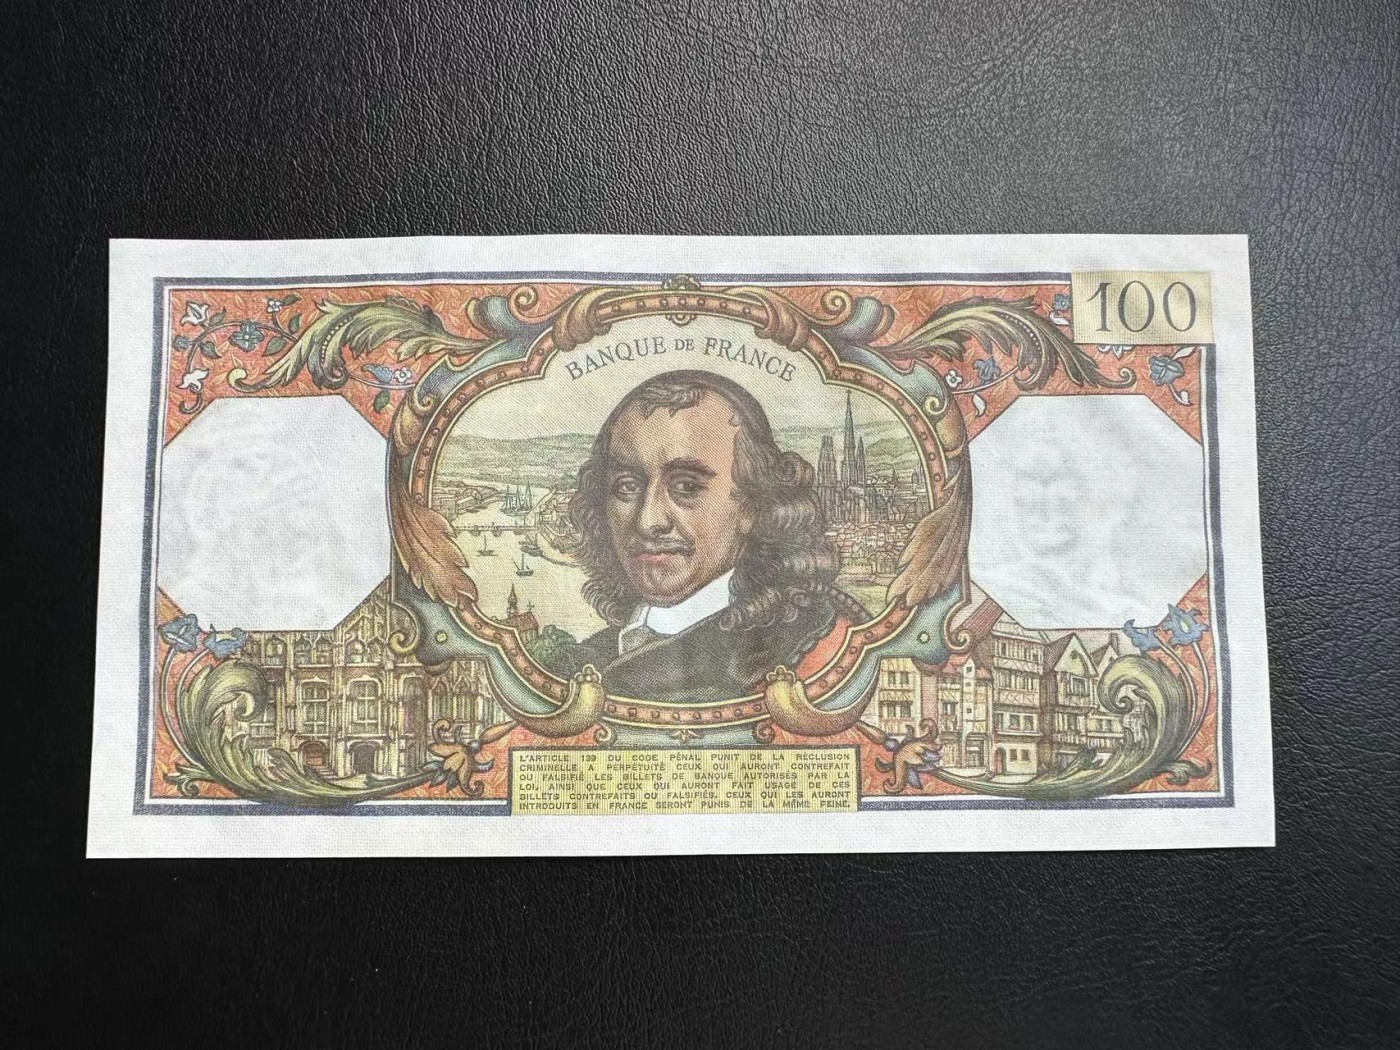 100
BANQUE DE FRANCE
L'ARTICLE 139 DU CODE PÉNAL PUNIT DE LA RÉCLUSION
CRIMINELLE A PERPÉTUITÉ CEUX QUI AURONT CONTREFAIT
OU FALSIFIÉ LES BILLETS DE BANQUE AUTORISÉS PAR LA
LOI, AINSI QUE CEUX QUI AURONT FAIT USAGE DE CES
BILLETS CONTREFAITS OU FALSIFIÉS. CEUX QUI LES AURONT
INTRODUITS EN FRANCE SERONT PUNIS DE LA MÊME PEINE.